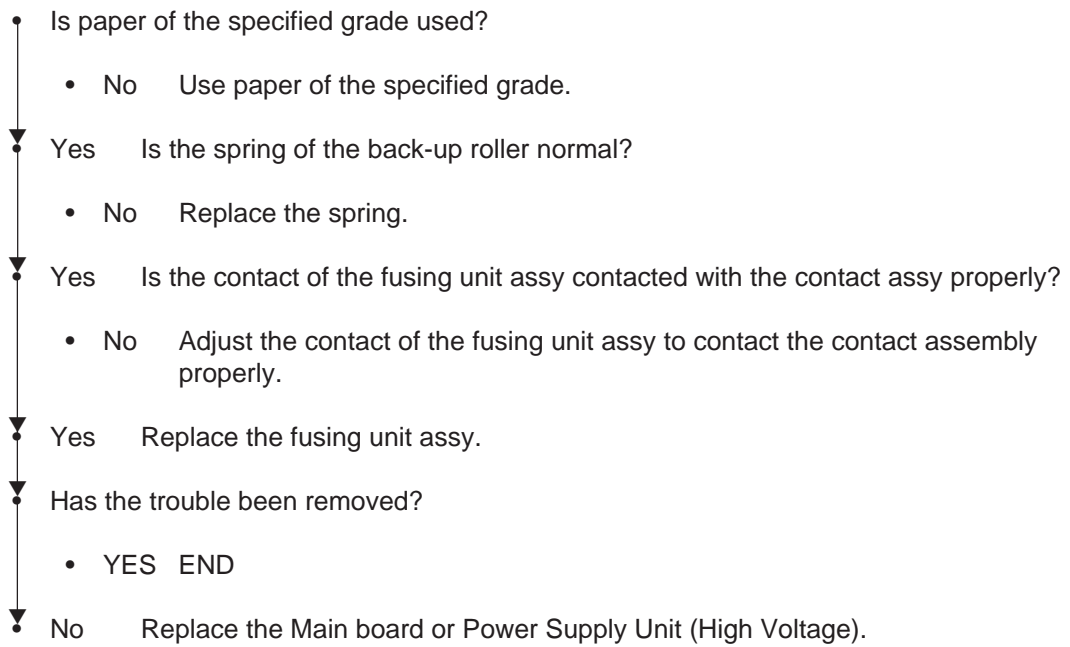 • Is paper of the specified grade used?
• No Use paper of the specified grade.
• Yes Is the spring of the back-up roller normal?
• No Replace the spring.
• Yes Is the contact of the fusing unit assy contacted with the contact assy properly?
• No Adjust the contact of the fusing unit assy to contact the contact assembly
properly.
• Yes Replace the fusing unit assy.
• Has the trouble been removed?
• YES END
• No Replace the Main board or Power Supply Unit (High Voltage).